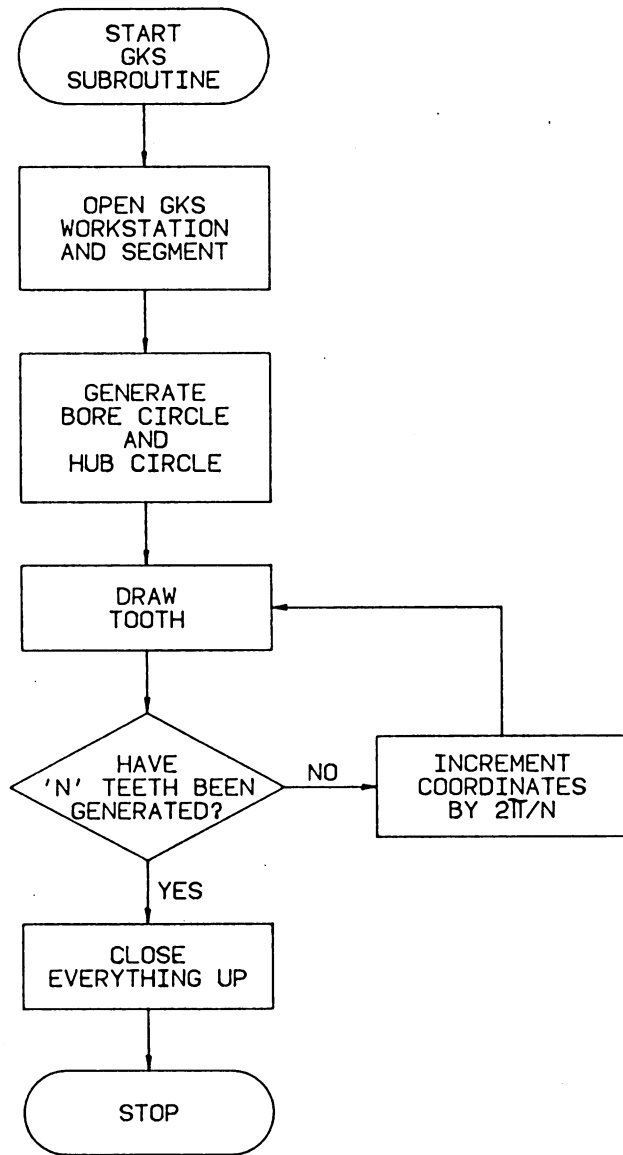 START
GKS
SUBROUTINE
OPEN GKS
WORKSTATION
AND SEGMENT
GENERATE
BORE CIRCLE
AND
HUB CIRCLE
DRAW
TOOTH
HAVE
'N' TEETH BEEN
GENERATED?
NO
INCREMENT
COORDINATES
BY 2π/N
YES
CLOSE
EVERYTHING UP
STOP